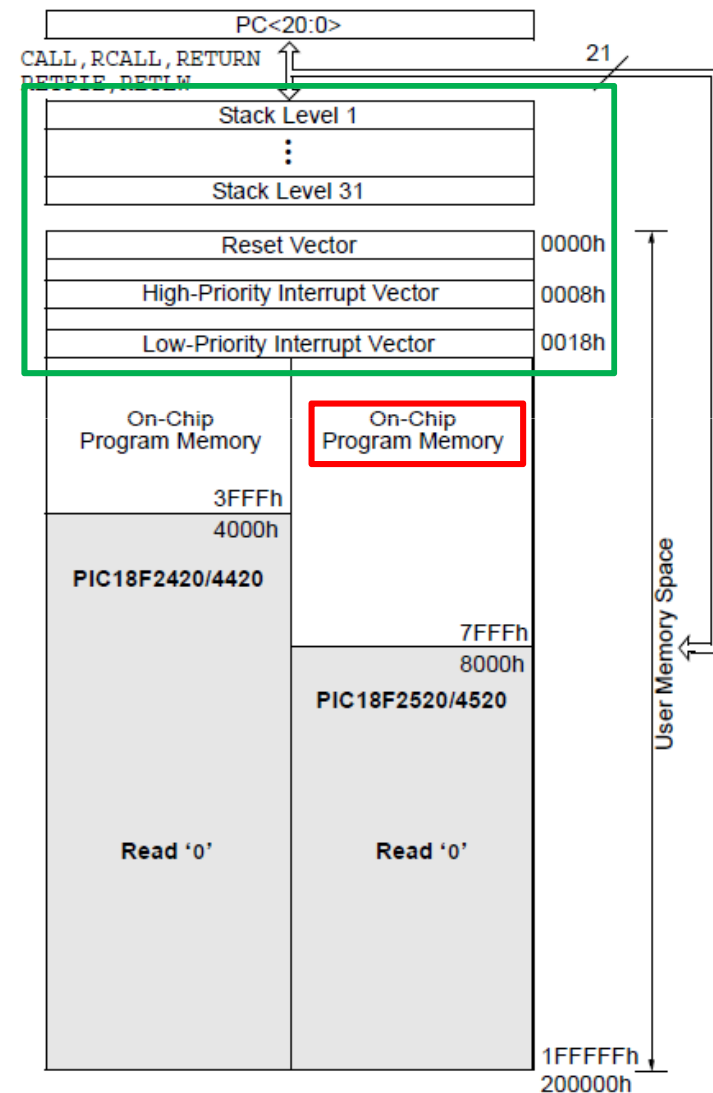 PC<20:0>
CALL,RCALL,RETURN
21
RETFIE,RETLW
Stack Level 1
Stack Level 31
Reset Vector
0000h
High-Priority Interrupt Vector
0008h
Low-Priority Interrupt Vector
0018h
On-Chip
Program Memory
On-Chip
Program Memory
3FFFh
4000h
PIC18F2420/4420
7FFFh
8000h
PIC18F2520/4520
User Memory Space
Read ‘0’
Read ‘0’
1FFFFFh
200000h